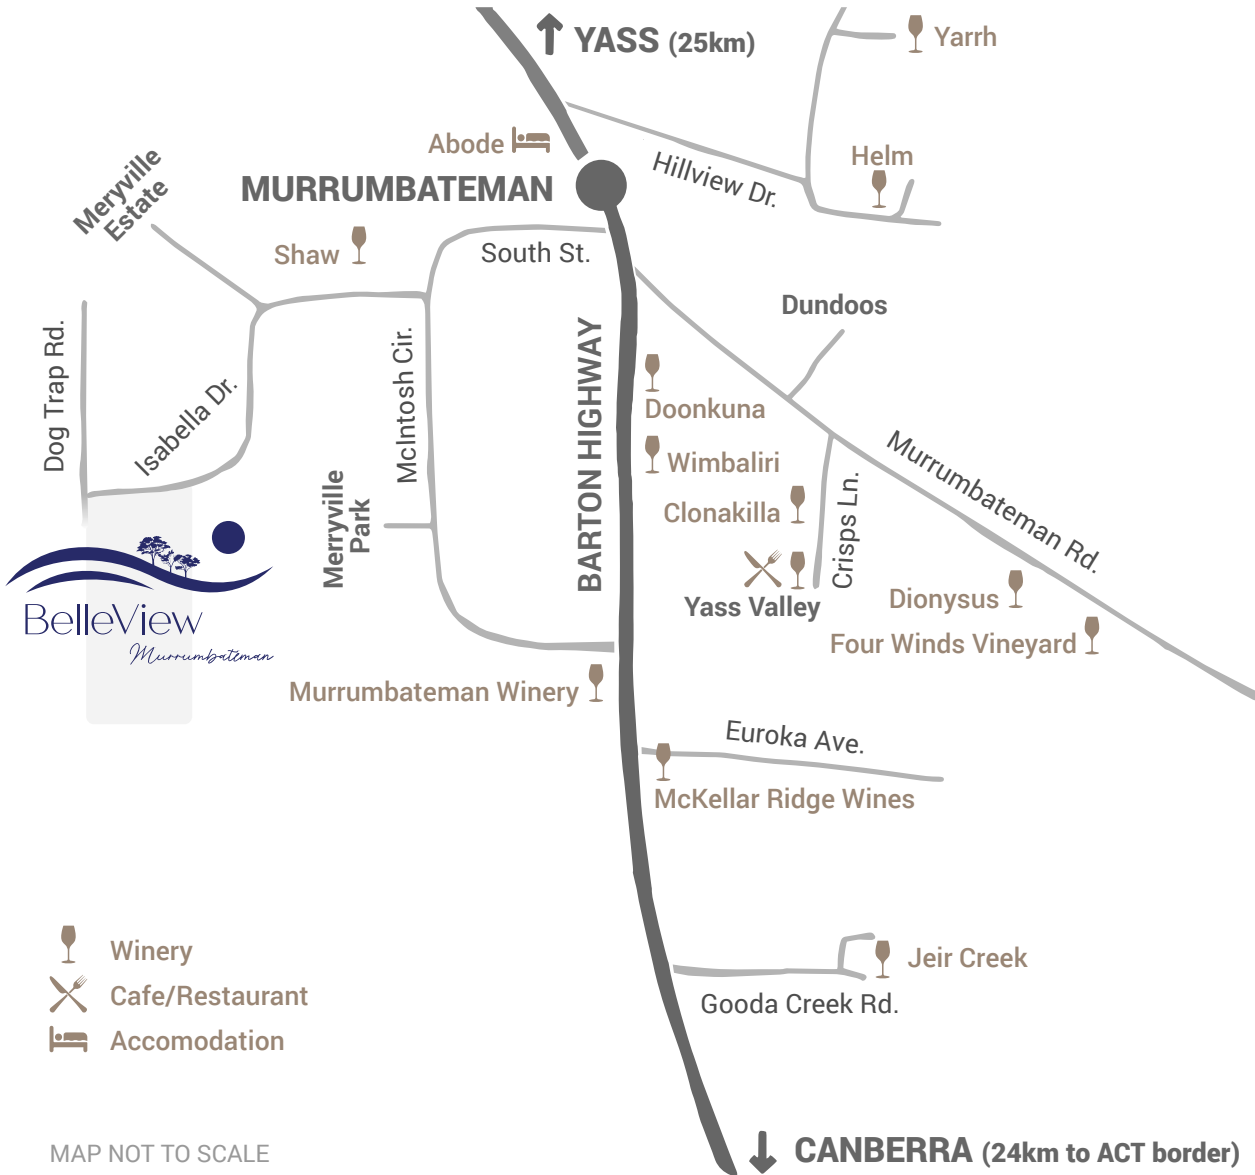 YASS (25km)
Yarrh
Abode
Helm
Hillview Dr.
MURRUMBATEMAN
Meryville
Estate
Shaw
South St.
Dundoos
Dog Trap Rd.
Isabella Dr.
McIntosh Cir.
BARTON HIGHWAY
Doonkuna
Wimbaliri
Clonakilla
Crisps Ln.
Murrumbateman Rd.
Merryville
Park
Yass Valley
Dionysus
Four Winds Vineyard
BelleView
Murrumbateman
Murrumbateman Winery
Euroka Ave.
McKellar Ridge Wines
Winery
Cafe/Restaurant
Accomodation
Jeir Creek
Gooda Creek Rd.
MAP NOT TO SCALE
CANBERRA (24km to ACT border)